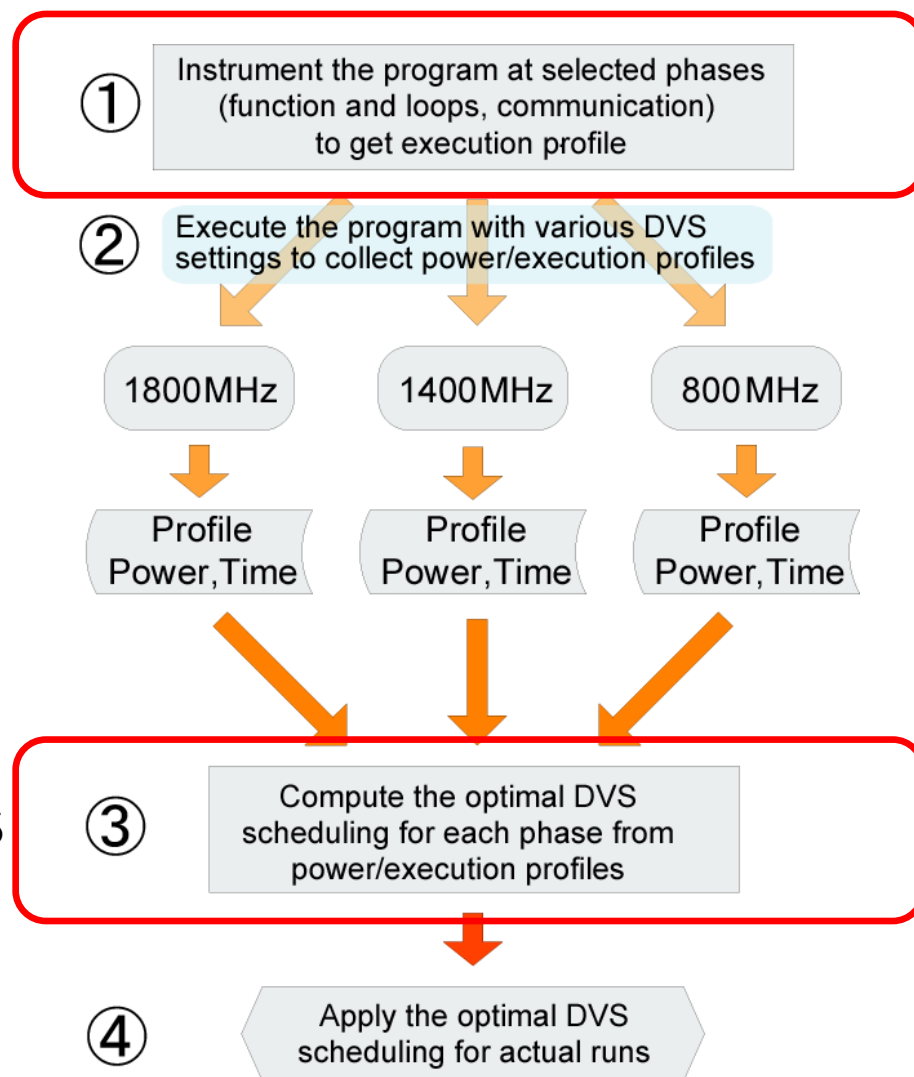 ①
Instrument the program at selected phases
(function and loops, communication)
to get execution profile
②
Execute the program with various DVS
settings to collect power/execution profiles
1800MHz 1400MHz 800MHz
Profile Profile Profile
Power,Time Power,Time Power,Time
③
Compute the optimal DVS
scheduling for each phase from
power/execution profiles
④
Apply the optimal DVS
scheduling for actual runs